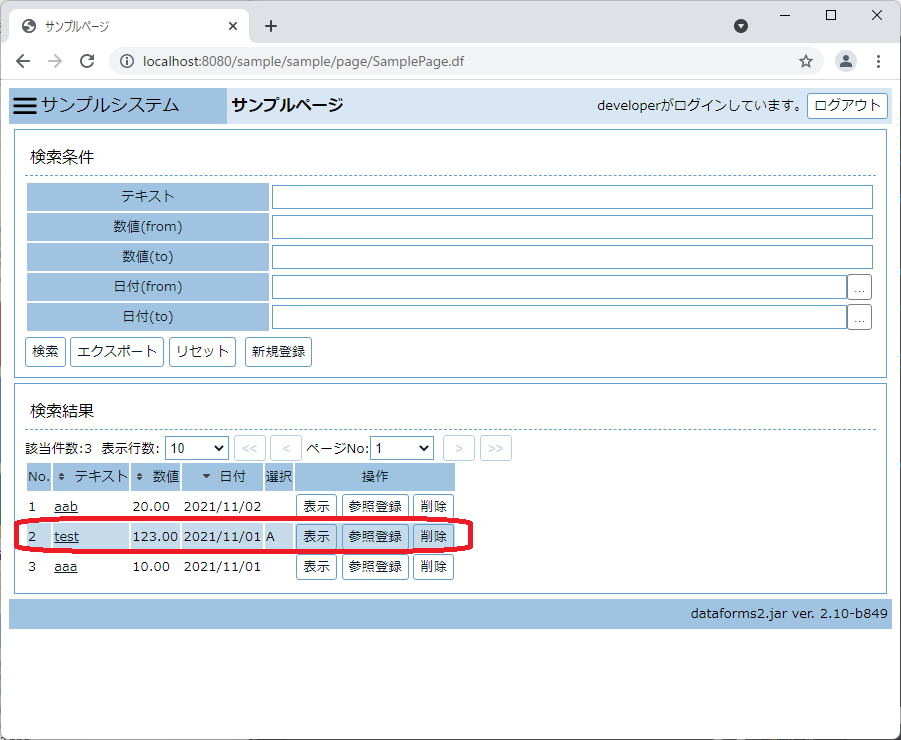 サンプルページ
localhost:8080/sample/sample/page/SamplePage.df
サンプルシステム サンプルページ developerがログインしています。 ログアウト
検索条件
テキスト
数値(from)
数値(to)
日付(from) ...
日付(to) ...
検索 エクスポート リセット 新規登録
検索結果
該当件数:3 表示行数: 10 << < ページNo: 1 > >>
No. テキスト 数値 日付 選択 操作
1 aab 20.00 2021/11/02 表示 参照登録 削除
2 test 123.00 2021/11/01 A 表示 参照登録 削除
3 aaa 10.00 2021/11/01 表示 参照登録 削除
dataforms2.jar ver. 2.10-b849